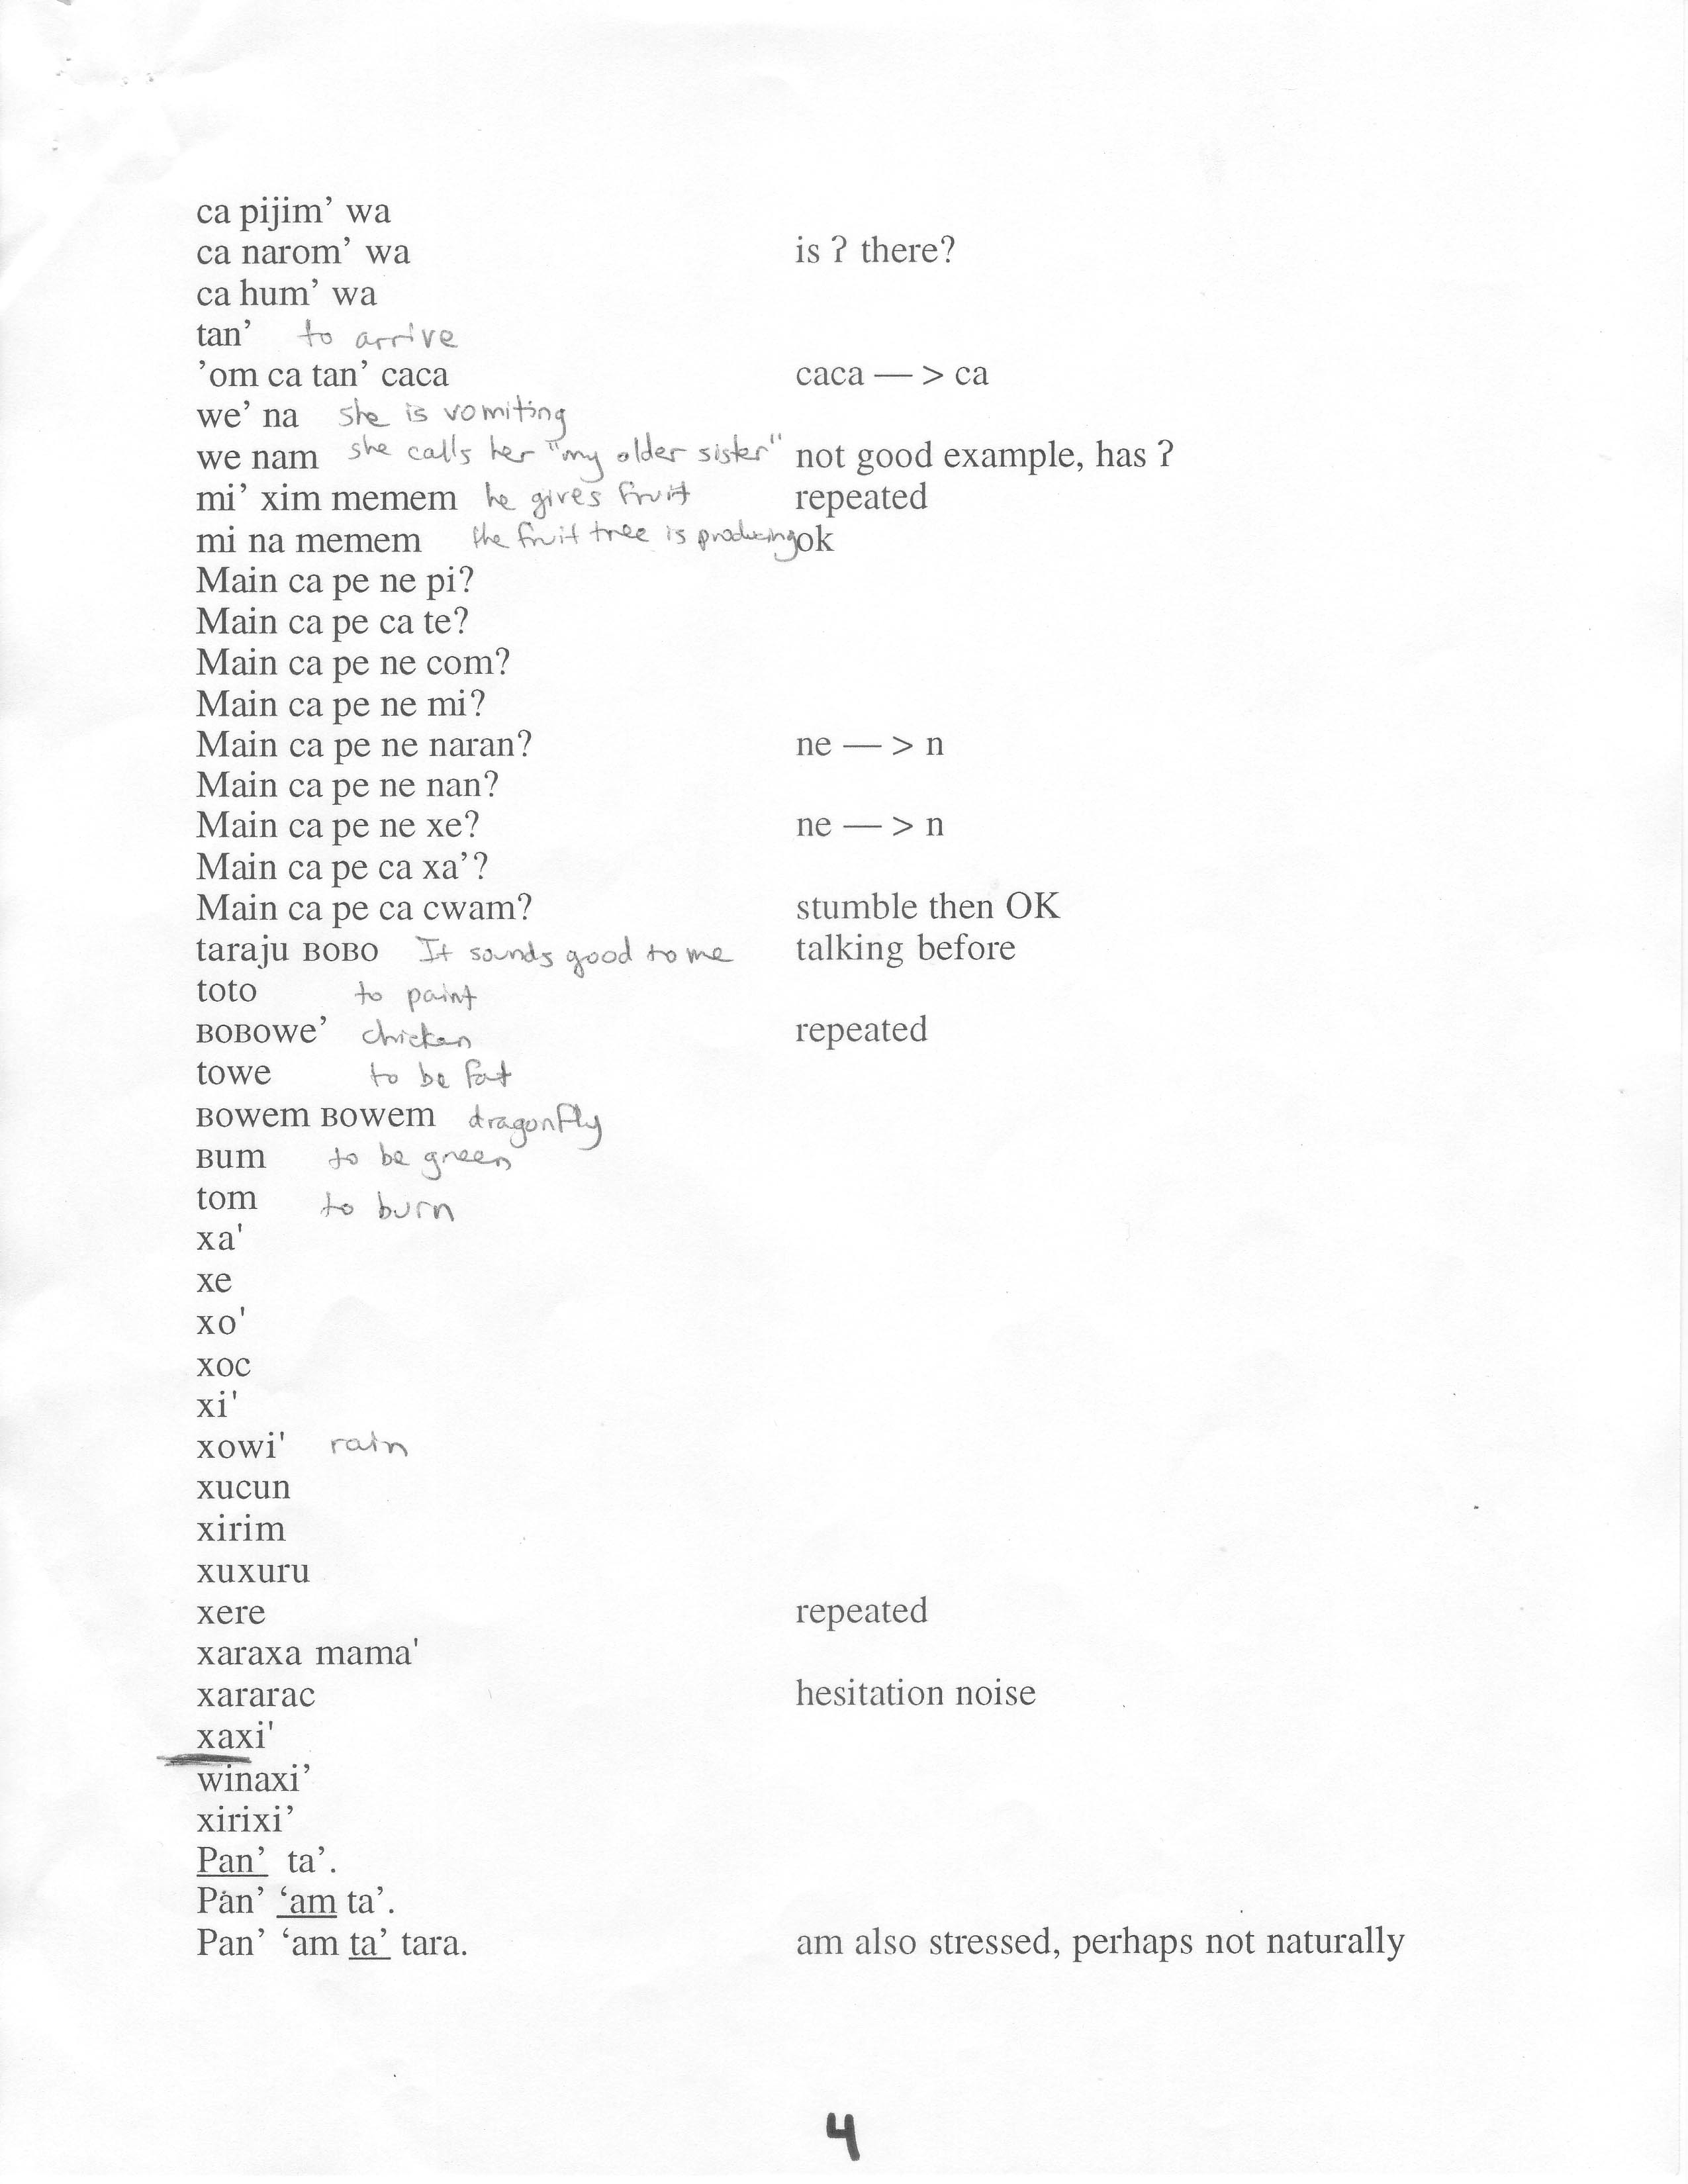 ca pijim’ wa
ca narom’ wa is ʔ there?
ca hum’ wa
tan’ to arrive
’om ca tan’ caca caca — > ca
we’ na she is vomiting
we nam she calls her "my older sister" not good example, has ʔ
mi’ xim memem he gives fruit repeated
mi na memem the fruit tree is producing ok
Main ca pe ne pi?
Main ca pe ca te?
Main ca pe ne com?
Main ca pe ne mi?
Main ca pe ne naran? ne — > n
Main ca pe ne nan?
Main ca pe ne xe? ne — > n
Main ca pe ca xa’?
Main ca pe ca cwam? stumble then OK
taraju ʙoʙo It sounds good to me talking before
toto to paint
ʙoʙowe’ chicken repeated
towe to be fat
ʙowem ʙowem dragonfly
ʙum to be green
tom to burn
xa'
xe
xo'
xoc
xi'
xowi' rain
xucun
xirim
xuxuru
xere repeated
xaraxa mama'
xararac hesitation noise
xaxi'
winaxi’
xirixi’
Pan’ ta’.
Pan’ ‘am ta’.
Pan’ ‘am ta’ tara. am also stressed, perhaps not naturally
4